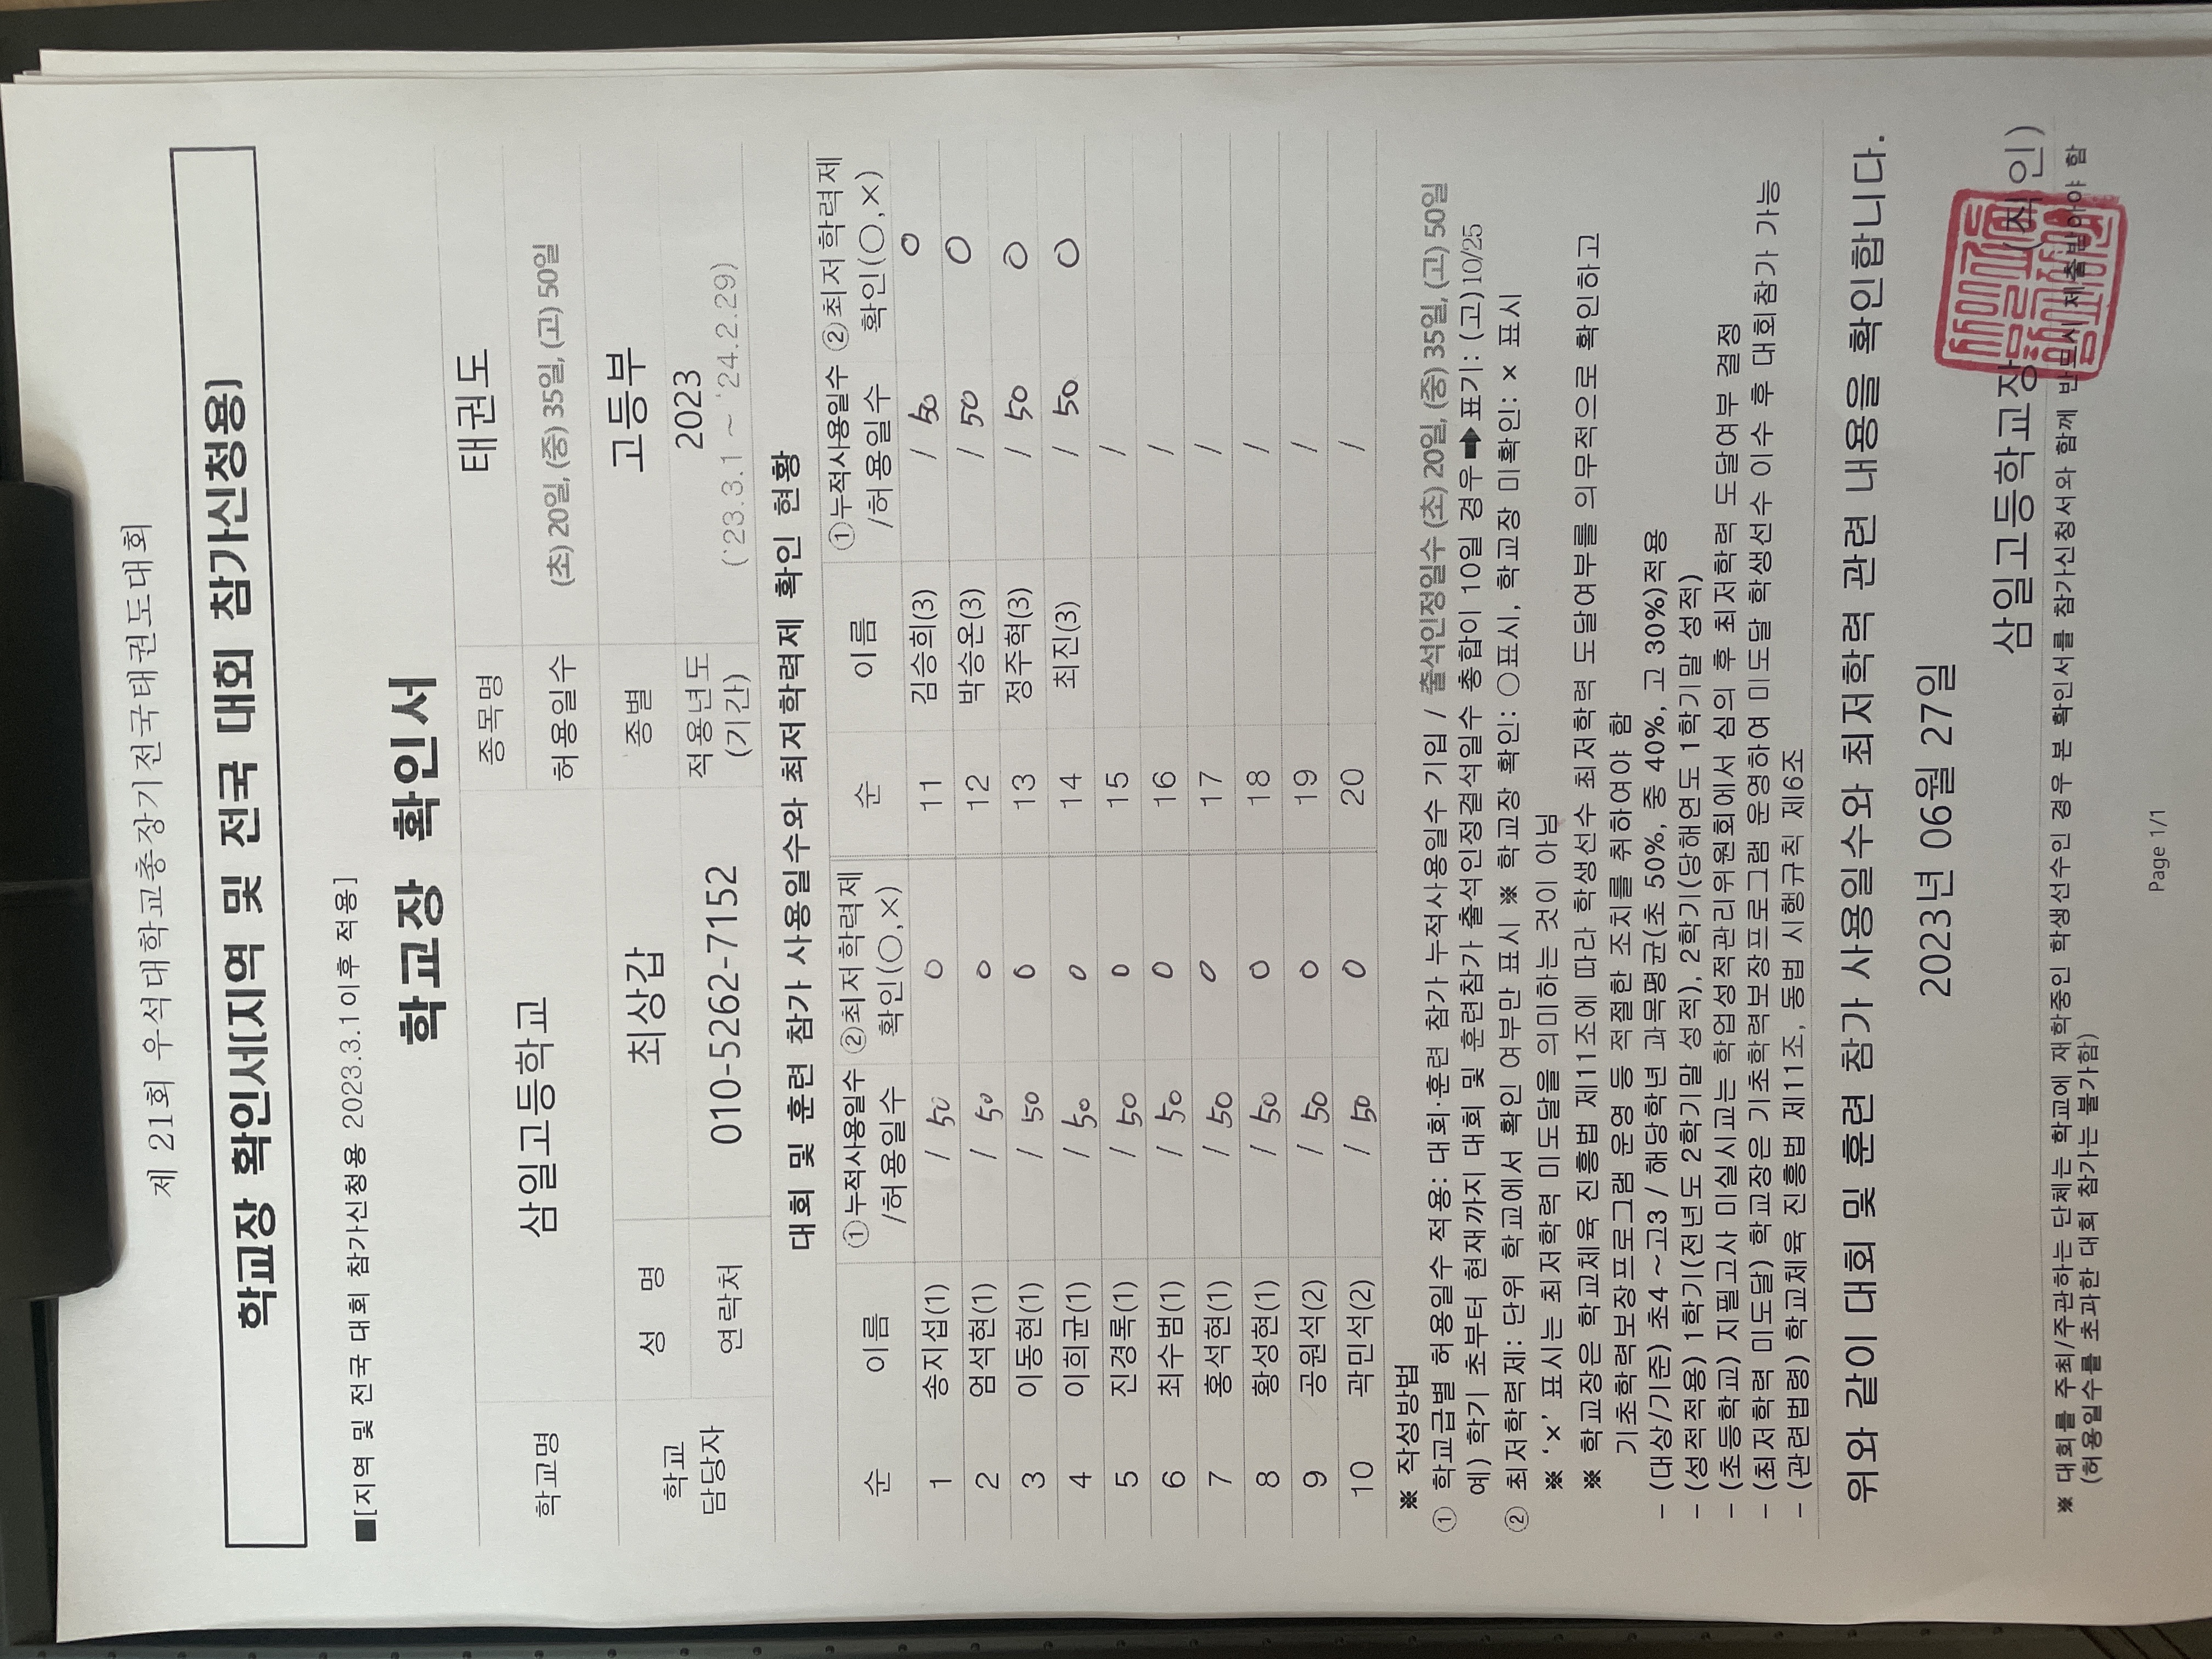 제 21회 우석대학교총장기전국태권도대회
학교장 확인서[지역 및 전국 대회 참가신청용]
■[지역 및 전국 대회 참가신청용 2023.3.1이후 적용]
학교장 확인서
학교명 삼일고등학교 종목명 태권도
허용일수 (초) 20일, (중) 35일, (고) 50일
학교 담당자 성 명 최상갑 종별 고등부
연락처 010-5262-7152 적용년도 (기간) 2023 ('23.3.1 ~ '24.2.29)
대회 및 훈련 참가 사용일수와 최저학력제 확인 현황
순 이름 ①누적사용일수 /허용일수 ②최저학력제 확인(○,×) 순 이름 ①누적사용일수 /허용일수 ②최저학력제 확인(○,×)
1 송지섭(1) / 50 ○ 11 김승희(3) / 50 ○
2 엄석현(1) / 50 ○ 12 박승온(3) / 50 ○
3 이동현(1) / 50 ○ 13 정주혁(3) / 50 ○
4 이희균(1) / 50 ○ 14 최진(3) / 50 ○
5 진경록(1) / 50 ○ 15 /
6 최수범(1) / 50 ○ 16 /
7 홍석현(1) / 50 ○ 17 /
8 황성현(1) / 50 ○ 18 /
9 공원석(2) / 50 ○ 19 /
10 곽민석(2) / 50 ○ 20 /
※ 작성방법
① 학교급별 허용일수 적용: 대회·훈련 참가 누적사용일수 기입 / 출석인정일수 (초) 20일, (중) 35일, (고) 50일
예) 학기 초부터 현재까지 대회 및 훈련참가 출석인정결석일수 총합이 10일 경우 ➡ 표기: (고) 10/25
② 최저학력제: 단위 학교에서 확인 여부만 표시 ※ 학교장 확인: ○표시, 학교장 미확인: × 표시
※ '×' 표시는 최저학력 미도달을 의미하는 것이 아님
※ 학교장은 학교체육 진흥법 제11조에 따라 학생선수 최저학력 도달여부를 의무적으로 확인하고
기초학력보장프로그램 운영 등 적절한 조치를 취하여야 함
- (대상/기준) 초4 ~고3 / 해당학년 과목평균(초 50%, 중 40%, 고 30%)적용
- (성적적용) 1학기(전년도 2학기말 성적), 2학기(당해연도 1학기말 성적)
- (초등학교) 지필고사 미실시교는 학업성적관리위원회에서 심의 후 최저학력 도달여부 결정
- (최저학력 미도달) 학교장은 기초학력보장프로그램 운영하여 미도달 학생선수 이수 후 대회참가 가능
- (관련법령) 학교체육 진흥법 제11조, 동법 시행규칙 제6조
위와 같이 대회 및 훈련 참가 사용일수와 최저학력 관련 내용을 확인합니다.
2023년 06월 27일
삼일고등학교장 (직인)
※ 대회를 주최/주관하는 단체는 학교에 재학중인 학생선수인 경우 본 확인서를 참가신청서와 함께 반드시 제출받아야 함
(허용일수를 초과한 대회 참가는 불가함)
Page 1/1